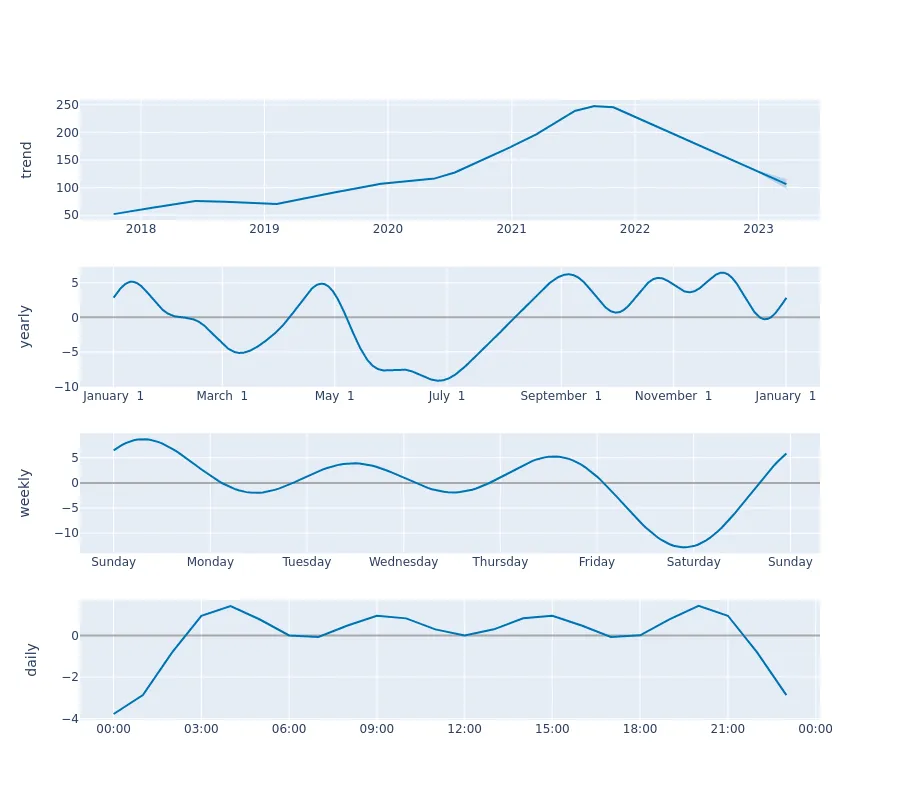 trend
250
200
150
100
50
2018 2019 2020 2021 2022 2023
yearly
5
0
−5
−10
January 1 March 1 May 1 July 1 September 1 November 1 January 1
weekly
5
0
−5
−10
Sunday Monday Tuesday Wednesday Thursday Friday Saturday Sunday
daily
0
−2
−4
00:00 03:00 06:00 09:00 12:00 15:00 18:00 21:00 00:00